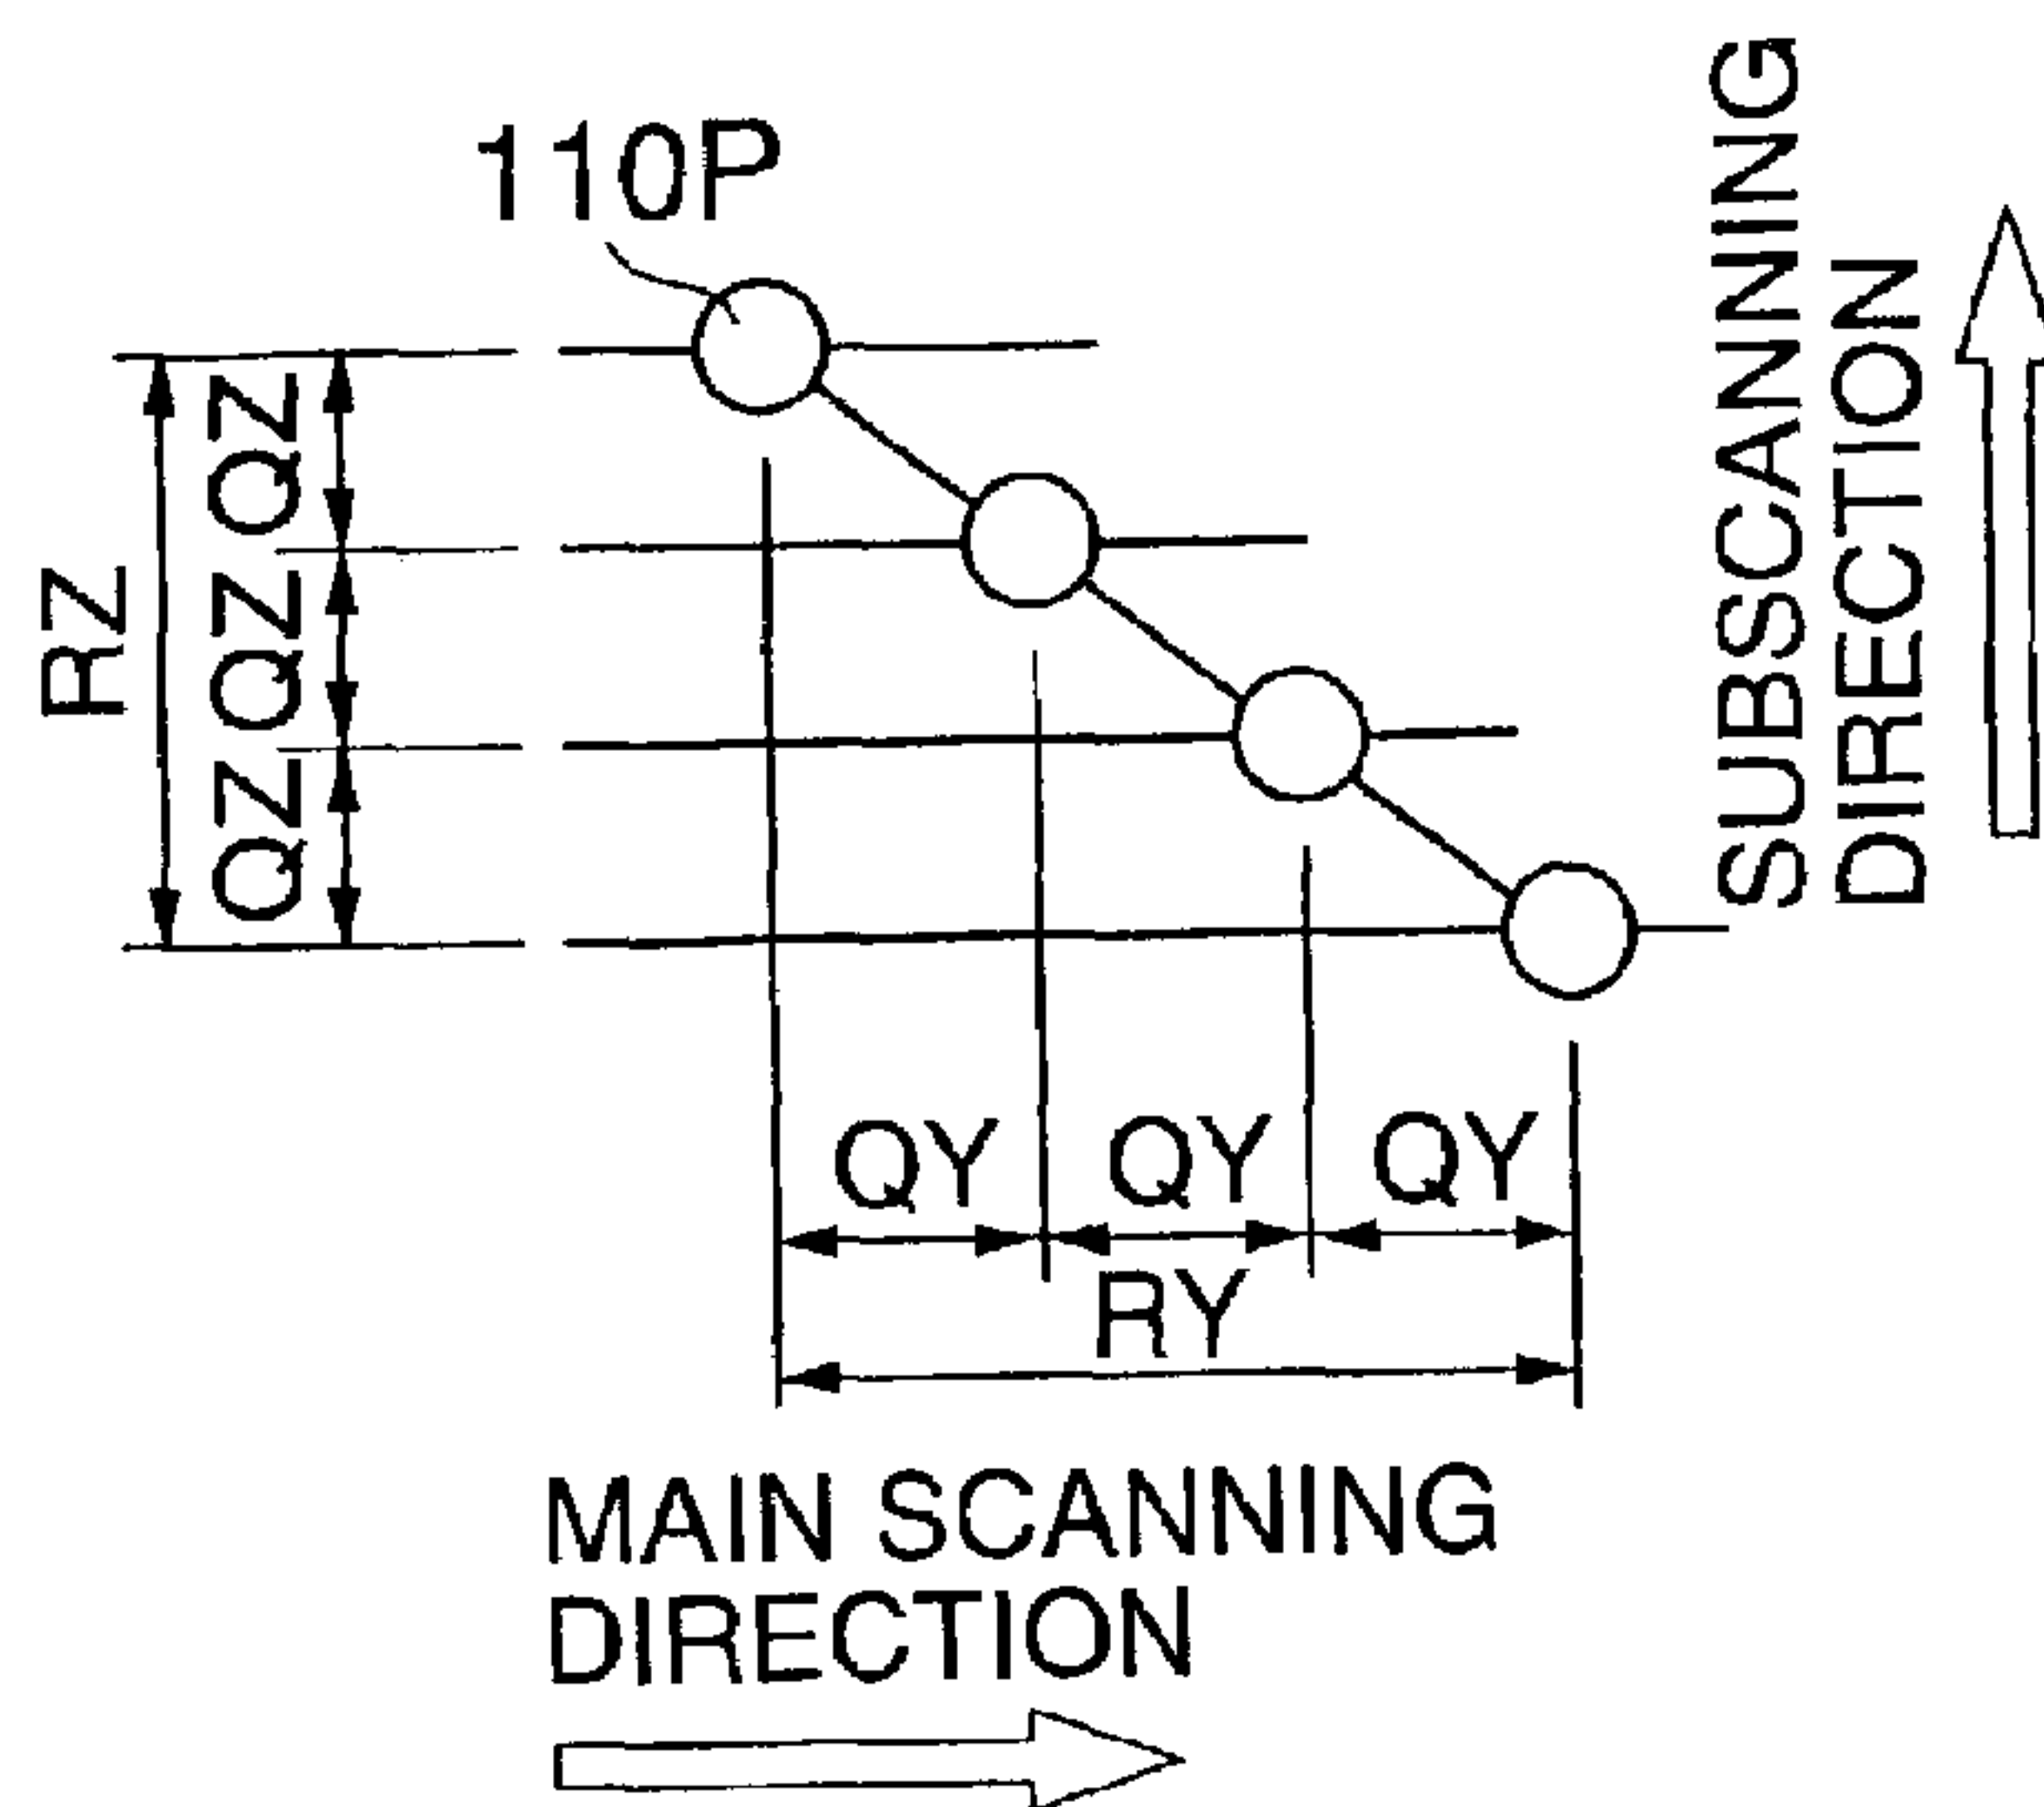 110P
SUBSCANNING
DIRECTION
RZ
QZ
QZ
QZ
QY QY QY
RY
MAIN SCANNING
DIRECTION